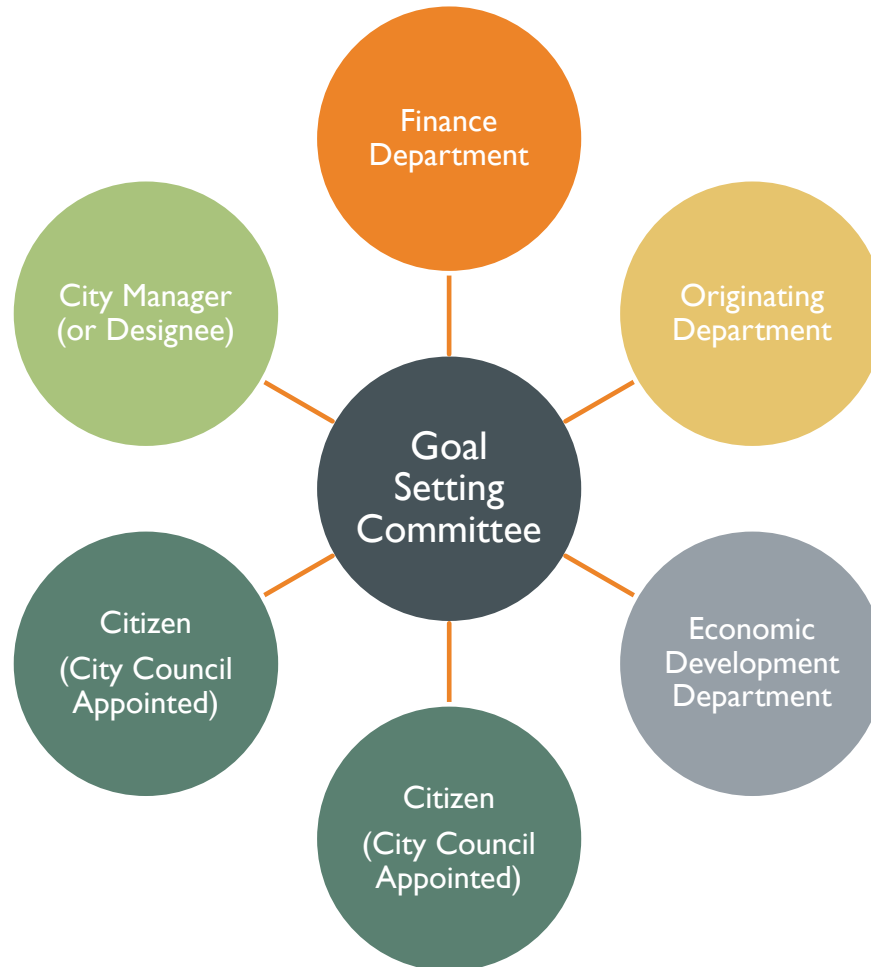 Finance
Department
City Manager
(or Designee)
Originating
Department
Goal
Setting
Committee
Citizen
(City Council
Appointed)
Economic
Development
Department
Citizen
(City Council
Appointed)